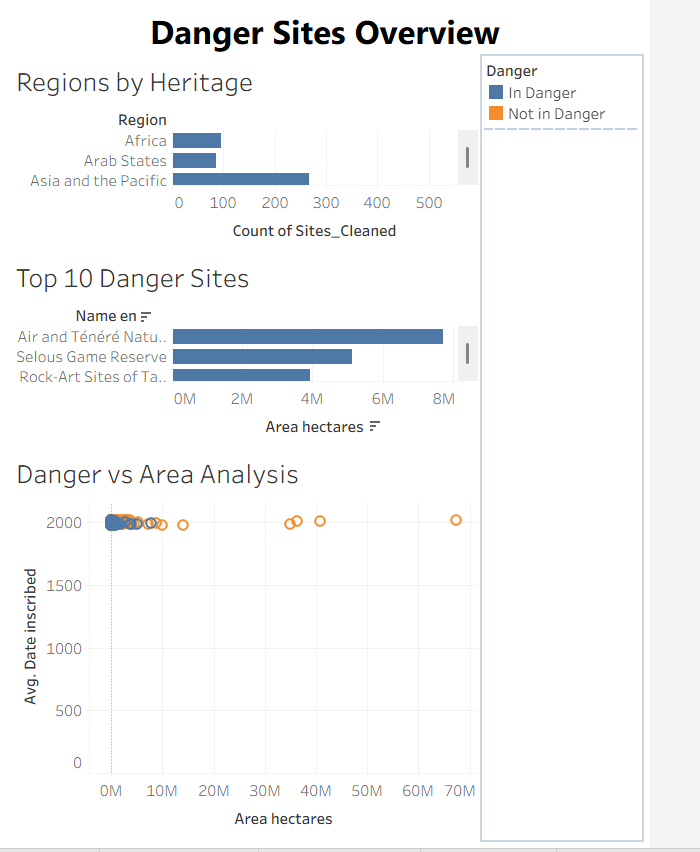 Danger Sites Overview
Regions by Heritage
Region
Africa
Arab States
Asia and the Pacific
0 100 200 300 400 500
Count of Sites_Cleaned
Top 10 Danger Sites
Name en
Air and Ténéré Natu..
Selous Game Reserve
Rock-Art Sites of Ta..
0M 2M 4M 6M 8M
Area hectares
Danger vs Area Analysis
Avg. Date inscribed
2000
1500
1000
500
0
0M 10M 20M 30M 40M 50M 60M 70M
Area hectares
Danger
In Danger
Not in Danger